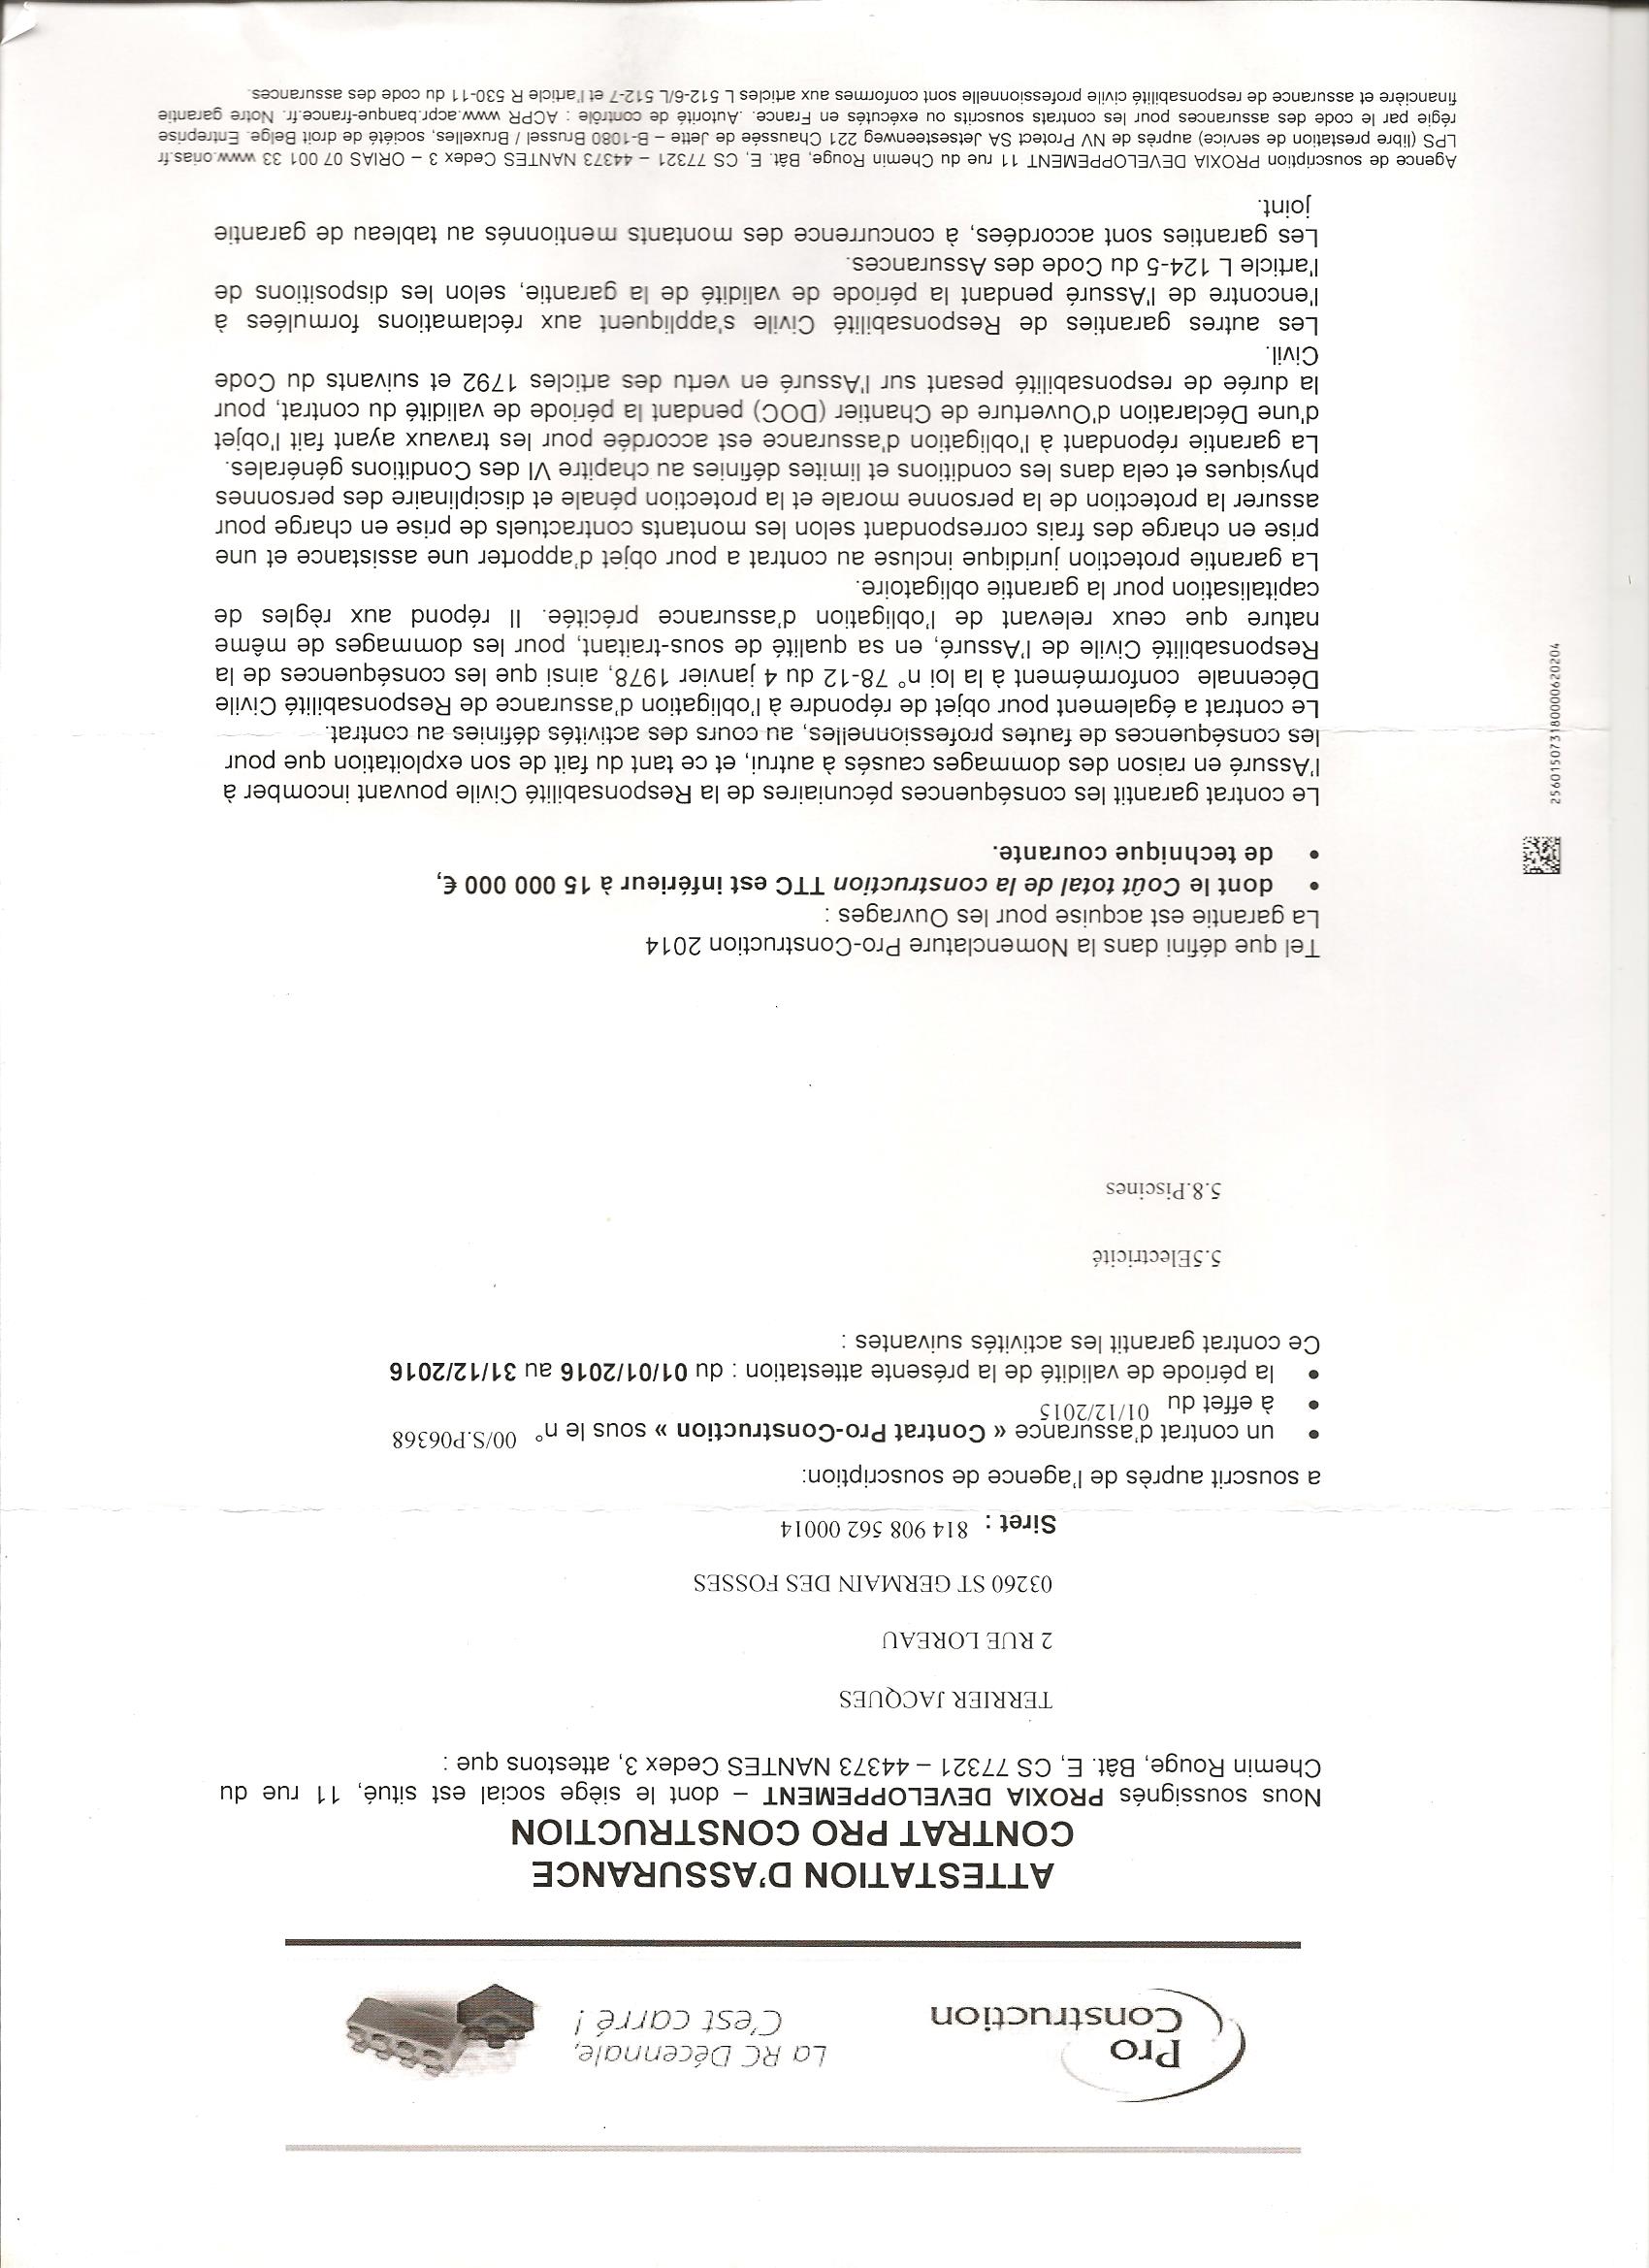 Pro
Construction
La RC Décennale,
C'est carré !
ATTESTATION D'ASSURANCE
CONTRAT PRO CONSTRUCTION
Nous soussignés PROXIA DEVELOPPEMENT – dont le siège social est situé, 11 rue du
Chemin Rouge, Bât. E, CS 77321 – 44373 NANTES Cedex 3, attestons que :
TERRIER JACQUES
2 RUE LOREAU
03260 ST GERMAIN DES FOSSES
Siret : 814 908 562 00014
a souscrit auprès de l'agence de souscription:
• un contrat d'assurance « Contrat Pro-Construction » sous le n° 00/S.P06368
• à effet du 01/12/2015
• la période de validité de la présente attestation : du 01/01/2016 au 31/12/2016
Ce contrat garantit les activités suivantes :
5.5Electricité
5.8.Piscines
Tel que défini dans la Nomenclature Pro-Construction 2014
La garantie est acquise pour les Ouvrages :
• dont le Coût total de la construction TTC est inférieur à 15 000 000 €,
• de technique courante.
Le contrat garantit les conséquences pécuniaires de la Responsabilité Civile pouvant incomber à
l'Assuré en raison des dommages causés à autrui, et ce tant du fait de son exploitation que pour
les conséquences de fautes professionnelles, au cours des activités définies au contrat.
Le contrat a également pour objet de répondre à l'obligation d'assurance de Responsabilité Civile
Décennale conformément à la loi n° 78-12 du 4 janvier 1978, ainsi que les conséquences de la
Responsabilité Civile de l'Assuré, en sa qualité de sous-traitant, pour les dommages de même
nature que ceux relevant de l'obligation d'assurance précitée. Il répond aux règles de
capitalisation pour la garantie obligatoire.
La garantie protection juridique incluse au contrat a pour objet d'apporter une assistance et une
prise en charge des frais correspondant selon les montants contractuels de prise en charge pour
assurer la protection de la personne morale et la protection pénale et disciplinaire des personnes
physiques et cela dans les conditions et limites définies au chapitre VI des Conditions générales.
La garantie répondant à l'obligation d'assurance est accordée pour les travaux ayant fait l'objet
d'une Déclaration d'Ouverture de Chantier (DOC) pendant la période de validité du contrat, pour
la durée de responsabilité pesant sur l'Assuré en vertu des articles 1792 et suivants du Code
Civil.
Les autres garanties de Responsabilité Civile s'appliquent aux réclamations formulées à
l'encontre de l'Assuré pendant la période de validité de la garantie, selon les dispositions de
l'article L 124-5 du Code des Assurances.
Les garanties sont accordées, à concurrence des montants mentionnés au tableau de garantie
joint.
Agence de souscription PROXIA DEVELOPPEMENT 11 rue du Chemin Rouge, Bât. E, CS 77321 – 44373 NANTES Cedex 3 – ORIAS 07 001 33 www.orias.fr
LPS (libre prestation de service) auprès de NV Protect SA Jetsesteenweg 221 Chaussée de Jette – B-1080 Brussel / Bruxelles, société de droit Belge. Entreprise
régie par le code des assurances pour les contrats souscrits ou exécutés en France. .Autorité de contrôle : ACPR www.acpr.banque-france.fr. Notre garantie
financière et assurance de responsabilité civile professionnelle sont conformes aux articles L 512-6/L 512-7 et l'article R 530-11 du code des assurances.
2560150731800062020​4